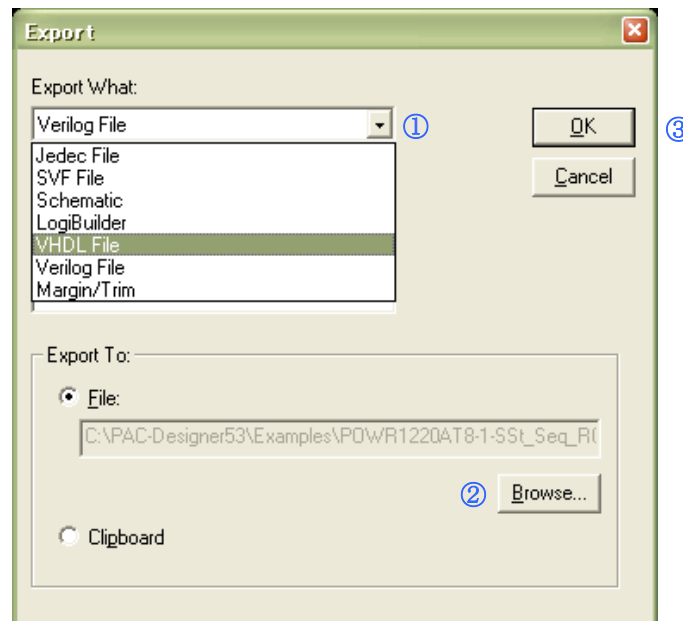 Export
Export What:
Verilog File
①
OK
③
Jedec File
SVF File
Schematic
LogiBuilder
VHDL File
Verilog File
Margin/Trim
Cancel
Export To:
File:
C:\PAC-Designer53\Examples\POWR1220AT8-1-SSt_Seq_R
②
Browse...
Clipboard